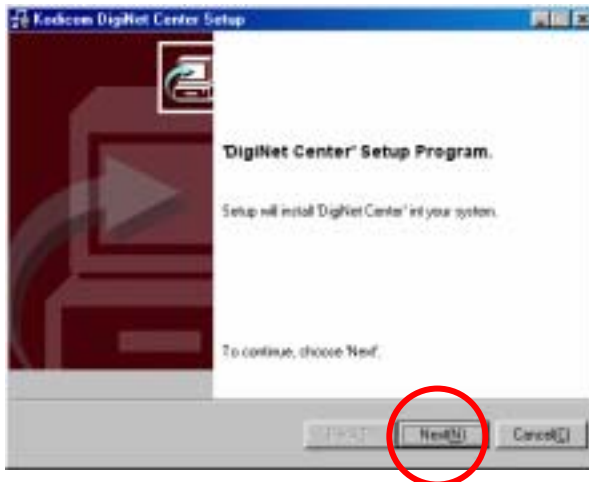 Kodicom DigiNet Center Setup
'DigiNet Center' Setup Program.
Setup will install 'DigiNet Center' int your system.
To continue, choose 'Next'.
Next(N) Cancel(C)